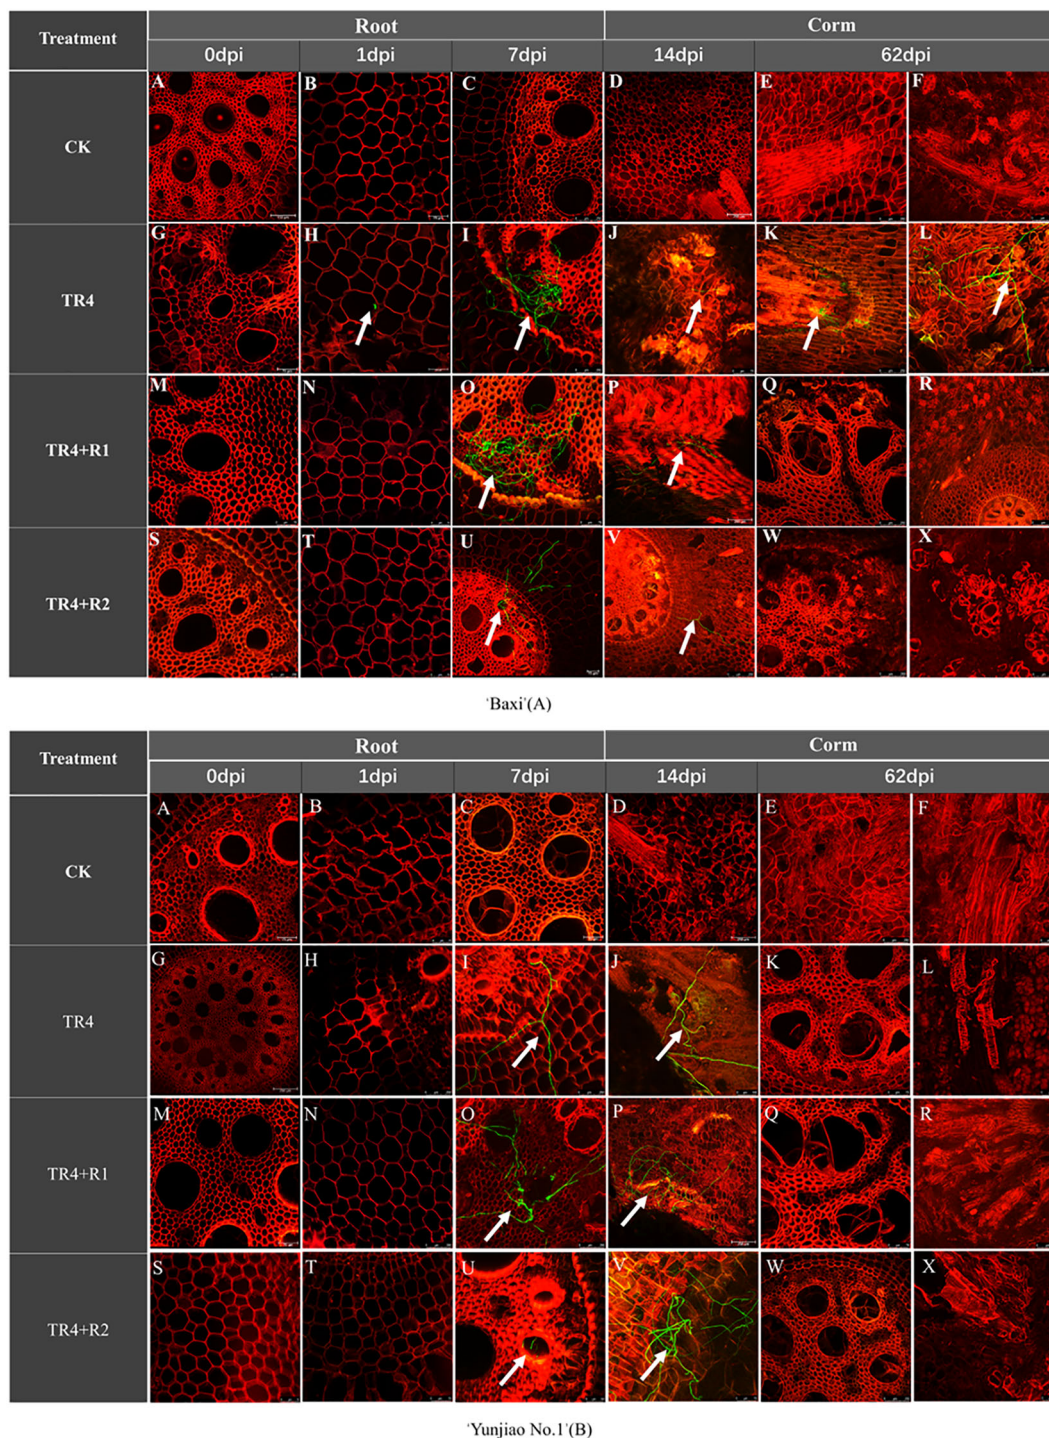 Treatment Root Corm
0dpi 1dpi 7dpi 14dpi 62dpi
CK A B C D E F
TR4 G H I J K L
TR4+R1 M N O P Q R
TR4+R2 S T U V W X
'Baxi'(A)
Treatment Root Corm
0dpi 1dpi 7dpi 14dpi 62dpi
CK A B C D E F
TR4 G H I J K L
TR4+R1 M N O P Q R
TR4+R2 S T U V W X
'Yunjiao No.1'(B)